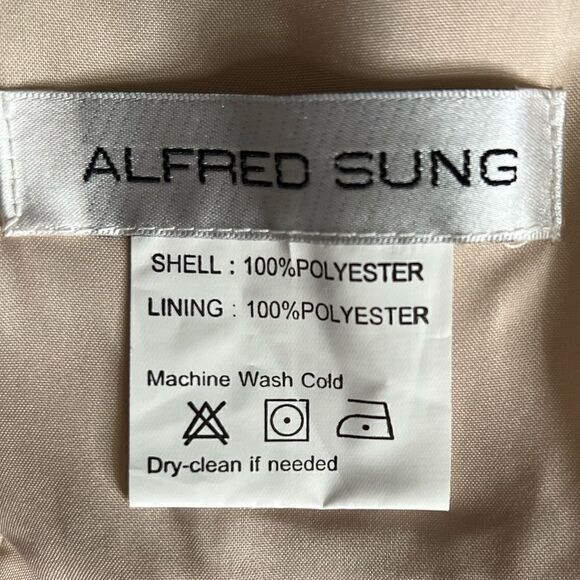 ALFRED SUNG
SHELL : 100%POLYESTER
LINING : 100%POLYESTER
Machine Wash Cold
Dry-clean if needed